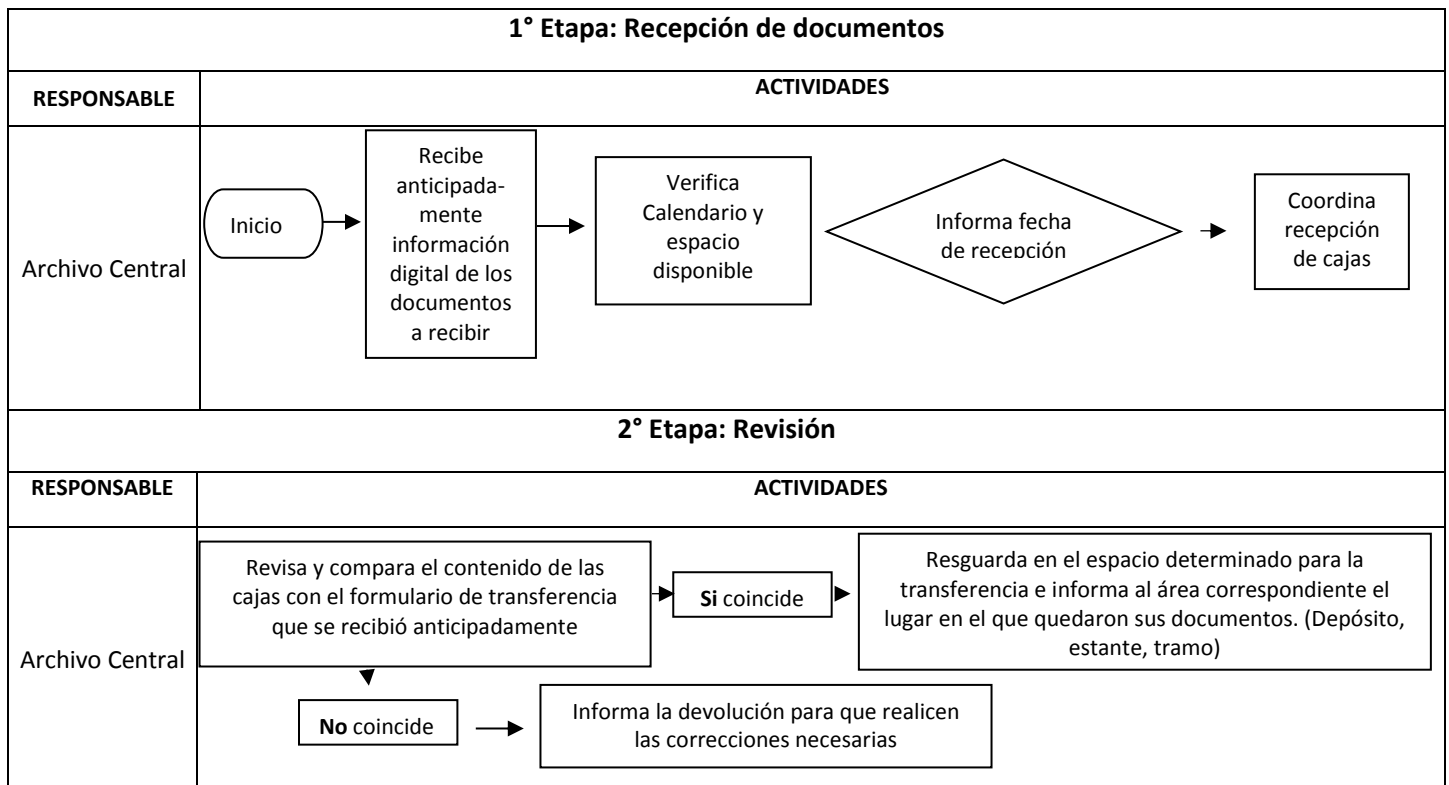 1° Etapa: Recepción de documentos
RESPONSABLE
ACTIVIDADES
Archivo Central
Inicio
Recibe
anticipada-
mente
información
digital de los
documentos
a recibir
Verifica
Calendario y
espacio
disponible
Informa fecha
de recepción
Coordina
recepción
de cajas
2° Etapa: Revisión
RESPONSABLE
ACTIVIDADES
Archivo Central
Revisa y compara el contenido de las
cajas con el formulario de transferencia
que se recibió anticipadamente
Si coincide
Resguarda en el espacio determinado para la
transferencia e informa al área correspondiente el
lugar en el que quedaron sus documentos. (Depósito,
estante, tramo)
No coincide
Informa la devolución para que realicen
las correcciones necesarias